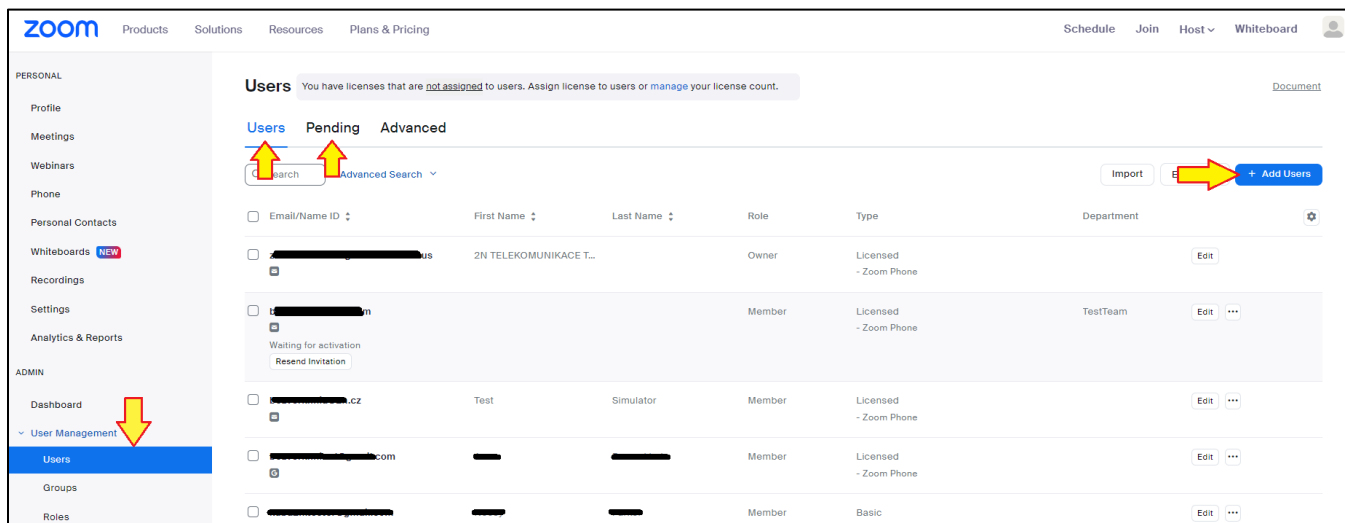 zoom Products Solutions Resources Plans & Pricing Schedule Join Host Whiteboard
PERSONAL
Profile
Meetings
Webinars
Phone
Personal Contacts
Whiteboards NEW
Recordings
Settings
Analytics & Reports
ADMIN
Dashboard
User Management
Users
Groups
Roles
Users You have licenses that are not assigned to users. Assign license to users or manage your license count. Document
Users Pending Advanced
Search Advanced Search Import + Add Users
Email/Name ID First Name Last Name Role Type Department
us 2N TELEKOMUNIKACE T... Owner Licensed Edit
- Zoom Phone
m Member Licensed TestTeam Edit ...
- Zoom Phone
Waiting for activation
Resend Invitation
.cz Test Simulator Member Licensed Edit ...
- Zoom Phone
com Member Licensed Edit ...
- Zoom Phone
Member Basic Edit ...